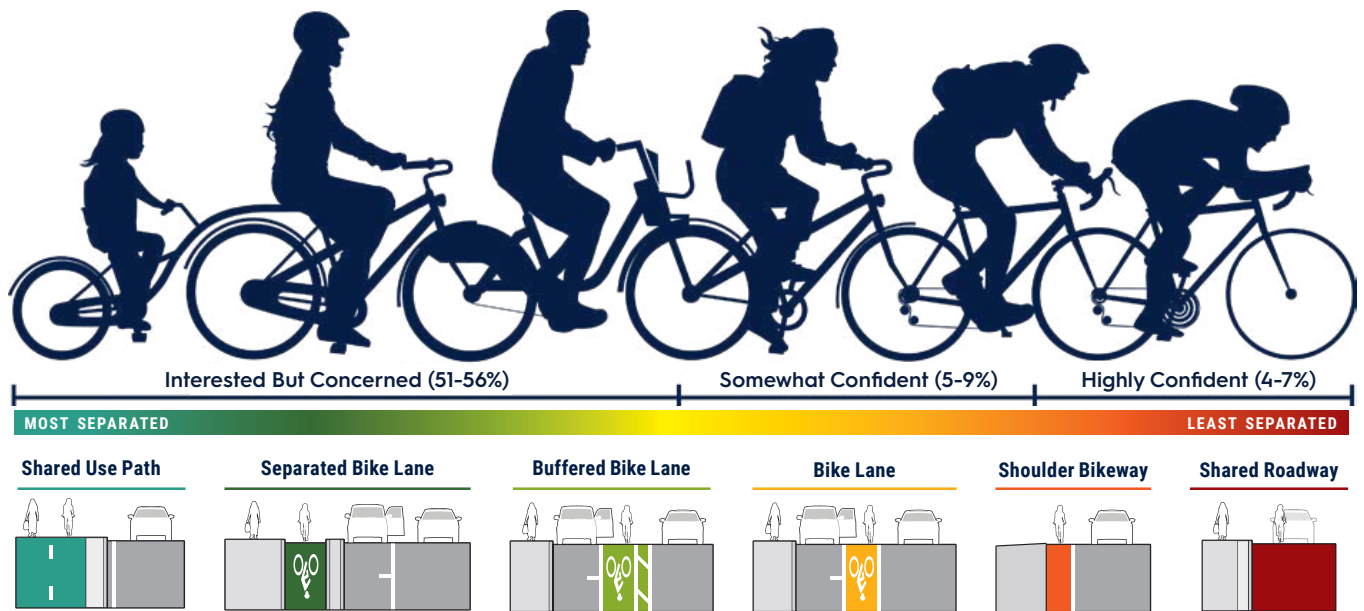 Interested But Concerned (51-56%)
Somewhat Confident (5-9%)
Highly Confident (4-7%)
MOST SEPARATED
LEAST SEPARATED
Shared Use Path
Separated Bike Lane
Buffered Bike Lane
Bike Lane
Shoulder Bikeway
Shared Roadway